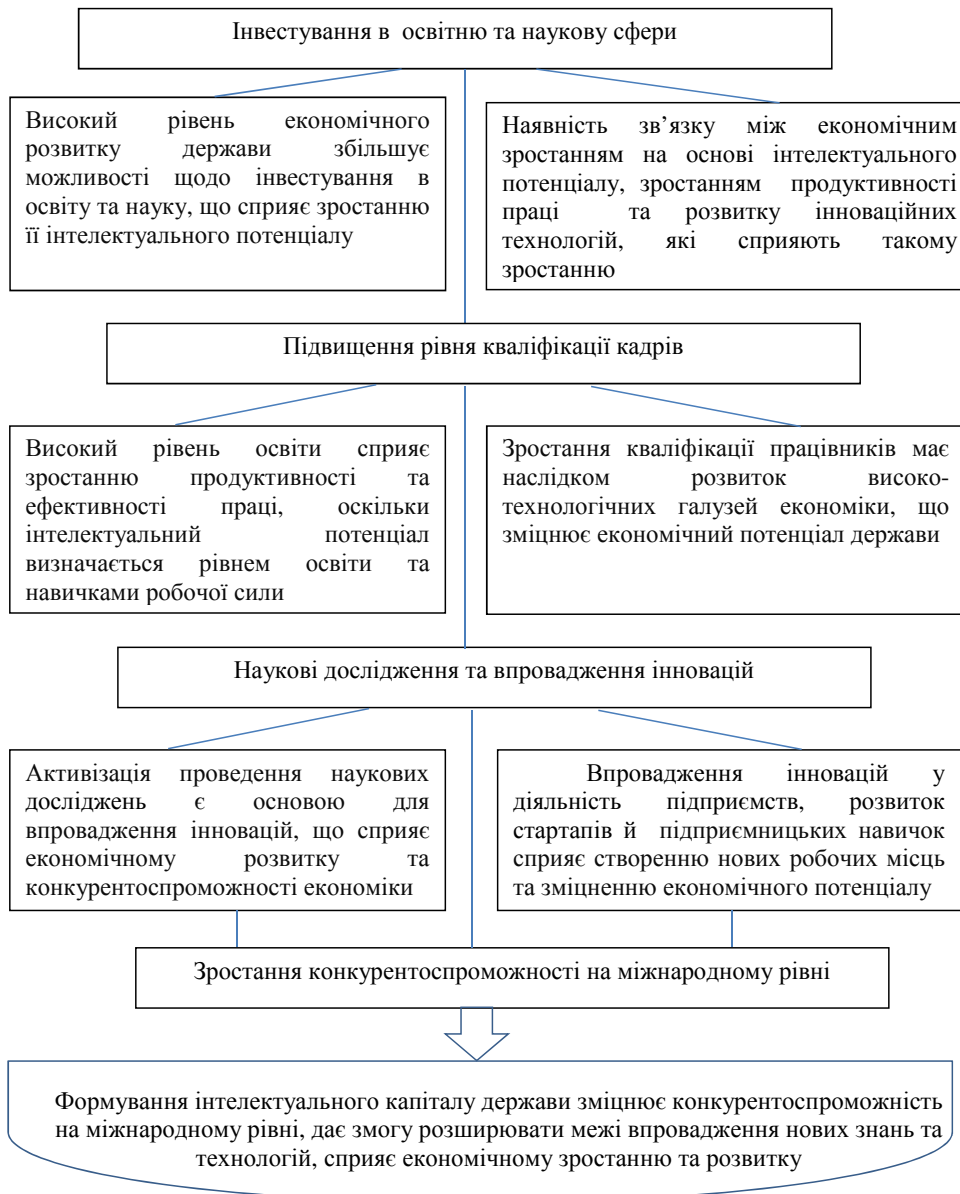 Інвестування в освітню та наукову сфери
Високий рівень економічного
розвитку держави збільшує
можливості щодо інвестування в
освіту та науку, що сприяє зростанню
її інтелектуального потенціалу
Наявність зв’язку між економічним
зростанням на основі інтелектуального
потенціалу, зростанням продуктивності
праці та розвитку інноваційних
технологій, які сприяють такому
зростанню
Підвищення рівня кваліфікації кадрів
Високий рівень освіти сприяє
зростанню продуктивності та
ефективності праці, оскільки
інтелектуальний потенціал
визначається рівнем освіти та
навичками робочої сили
Зростання кваліфікації працівників має
наслідком розвиток високо-
технологічних галузей економіки, що
зміцнює економічний потенціал держави
Наукові дослідження та впровадження інновацій
Активізація проведення наукових
досліджень є основою для
впровадження інновацій, що сприяє
економічному розвитку та
конкурентоспроможності економіки
Впровадження інновацій у
діяльність підприємств, розвиток
стартапів й підприємницьких навичок
сприяє створенню нових робочих місць
та зміцненню економічного потенціалу
Зростання конкурентоспроможності на міжнародному рівні
Формування інтелектуального капіталу держави зміцнює конкурентоспроможність
на міжнародному рівні, дає змогу розширювати межі впровадження нових знань та
технологій, сприяє економічному зростанню та розвитку